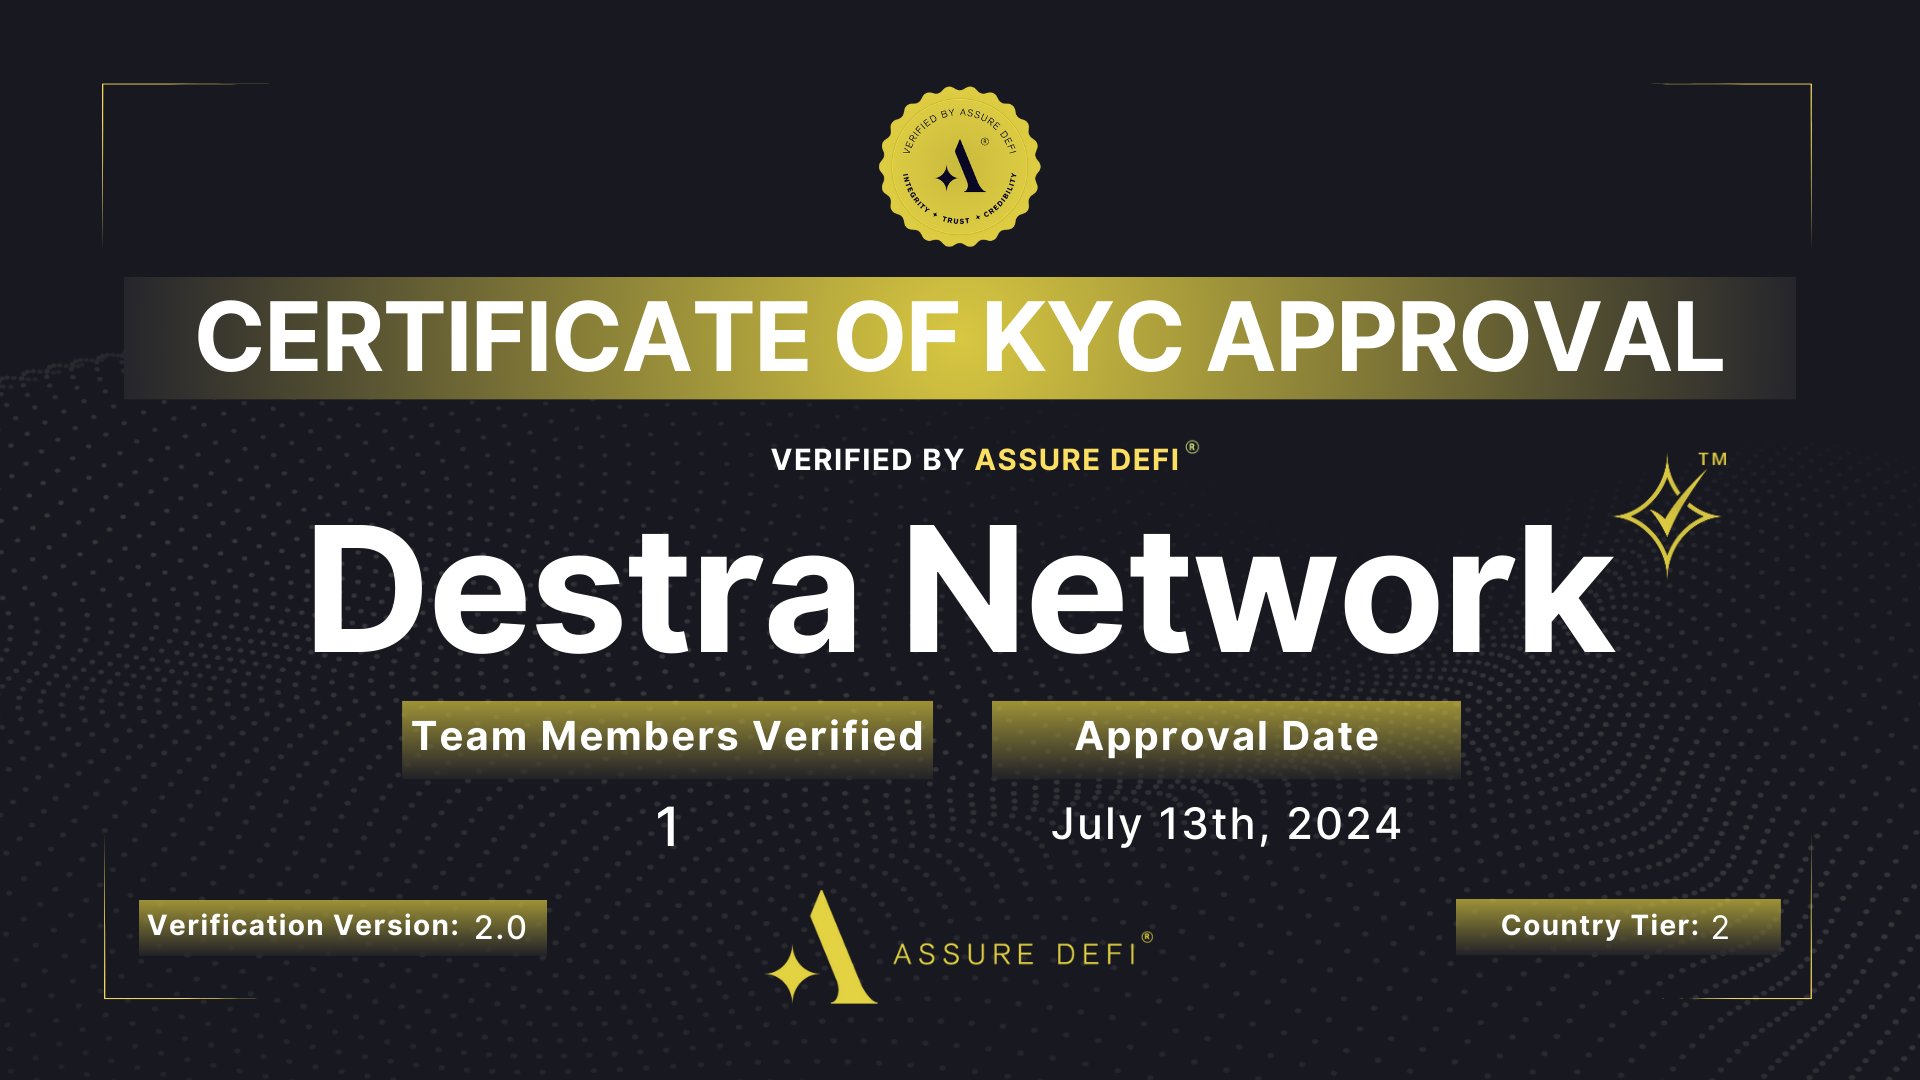 VERIFIED BY ASSURE DEFI
A ®
INTEGRITY ✦ TRUST ✦ CREDIBILITY
CERTIFICATE OF KYC APPROVAL
VERIFIED BY ASSURE DEFI ®
TM
Destra Network
Team Members Verified
1
Approval Date
July 13th, 2024
Verification Version: 2.0
ASSURE DEFI ®
Country Tier: 2